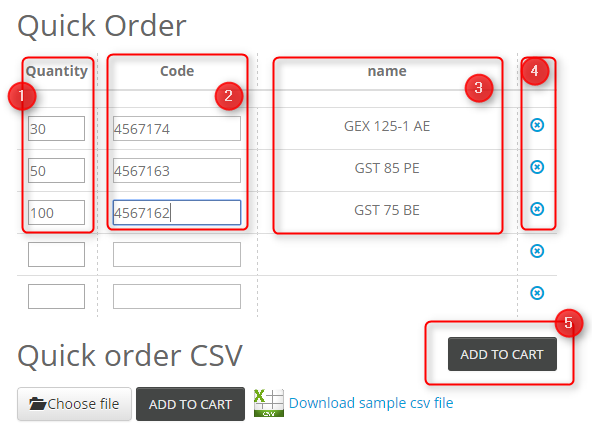 Quick Order
Quantity Code name
1 2 3 4
30 4567174 GEX 125-1 AE
50 4567163 GST 85 PE
100 4567162 GST 75 BE
5
Quick order CSV ADD TO CART
Choose file ADD TO CART X CSV Download sample csv file